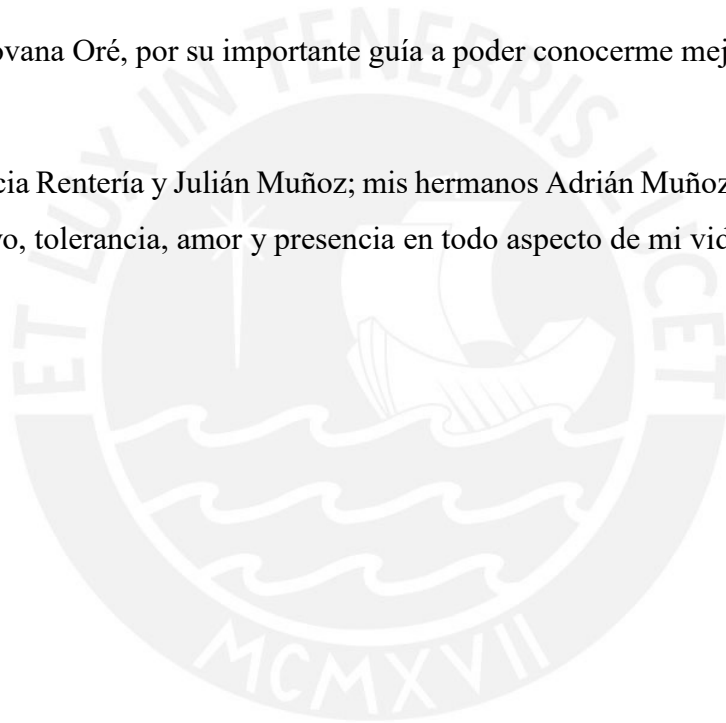 ovana Oré, por su importante guía a poder conocerme mej
cia Rentería y Julián Muñoz; mis hermanos Adrián Muñoz
vo, tolerancia, amor y presencia en todo aspecto de mi vid
ET LUX IN TENEBRIS LUCET
MCMXVII